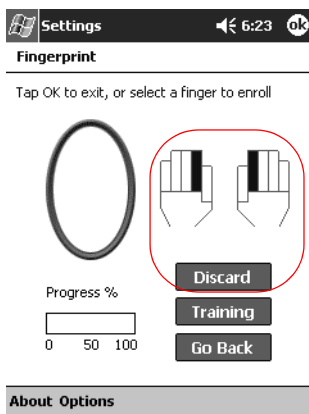 Settings 6:23 ok
Fingerprint
Tap OK to exit, or select a finger to enroll
Discard
Progress %
Training
0 50 100
Go Back
About Options